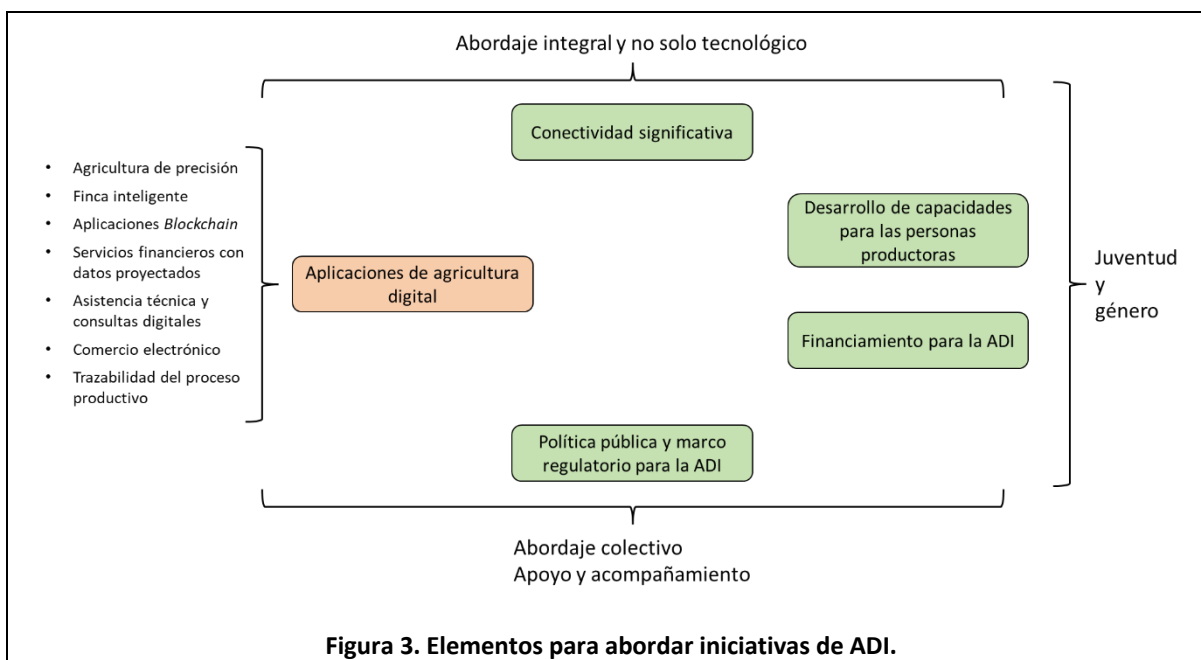 Abordaje integral y no solo tecnológico
Conectividad significativa
• Agricultura de precisión
• Finca inteligente
• Aplicaciones Blockchain
• Servicios financieros con
datos proyectados
• Asistencia técnica y
consultas digitales
• Comercio electrónico
• Trazabilidad del proceso
productivo
Aplicaciones de agricultura
digital
Desarrollo de capacidades
para las personas
productoras
Financiamiento para la ADI
Juventud
y
género
Política pública y marco
regulatorio para la ADI
Abordaje colectivo
Apoyo y acompañamiento
Figura 3. Elementos para abordar iniciativas de ADI.